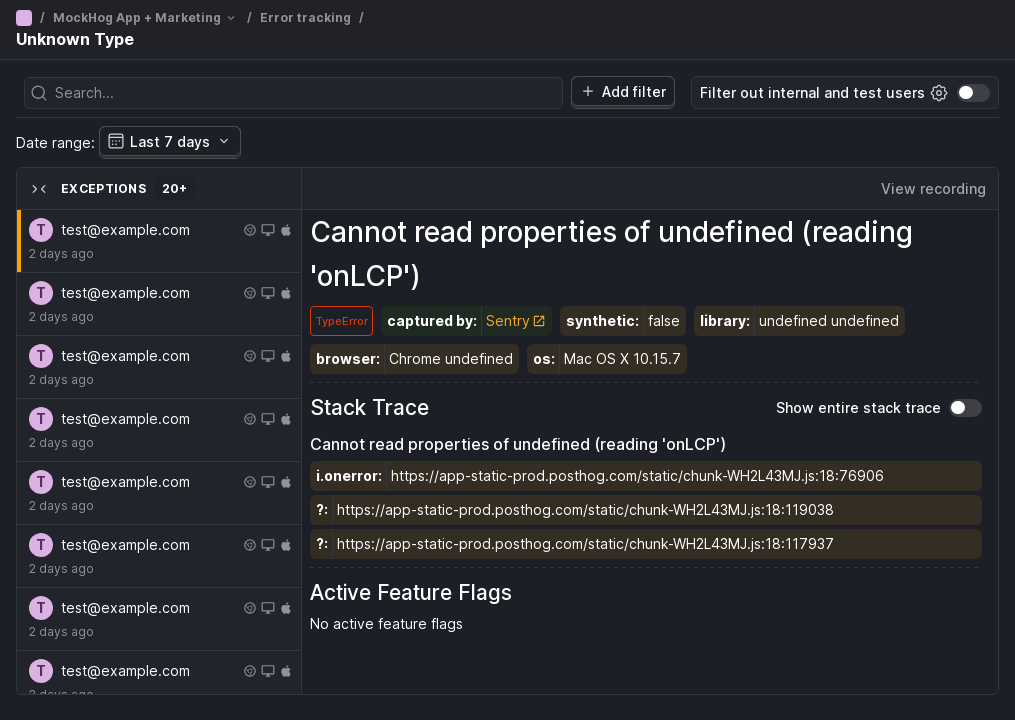 / MockHog App + Marketing / Error tracking /
Unknown Type
Search... Add filter Filter out internal and test users
Date range: Last 7 days
EXCEPTIONS 20+ View recording
T test@example.com
2 days ago
T test@example.com
2 days ago
T test@example.com
2 days ago
T test@example.com
2 days ago
T test@example.com
2 days ago
T test@example.com
2 days ago
T test@example.com
2 days ago
T test@example.com
2 days ago
Cannot read properties of undefined (reading
'onLCP')
TypeError captured by: Sentry synthetic: false library: undefined undefined
browser: Chrome undefined os: Mac OS X 10.15.7
Stack Trace Show entire stack trace
Cannot read properties of undefined (reading 'onLCP')
i.onerror: https://app-static-prod.posthog.com/static/chunk-WH2L43MJ.js:18:76906
?: https://app-static-prod.posthog.com/static/chunk-WH2L43MJ.js:18:119038
?: https://app-static-prod.posthog.com/static/chunk-WH2L43MJ.js:18:117937
Active Feature Flags
No active feature flags